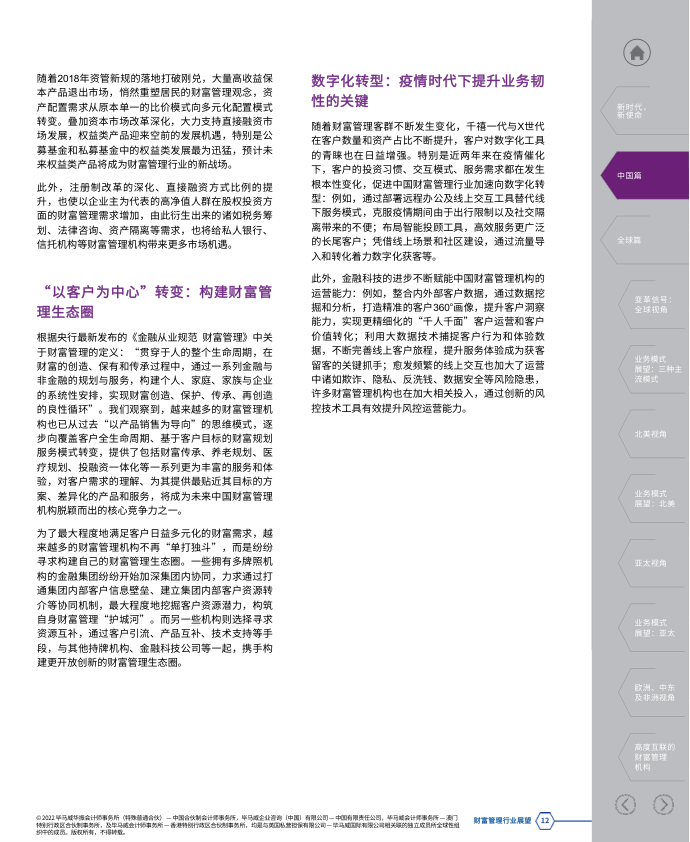 随着2018年资管新规的落地打破刚兑，大量高收益保
本产品退出市场，悄然重塑居民的财富管理观念，资
产配置需求从原本单一的比价模式向多元化配置模式
转变。叠加资本市场改革深化，大力支持直接融资市
场发展，权益类产品迎来空前的发展机遇，特别是公
募基金和私募基金中的权益类发展最为迅猛，预计未
来权益类产品将成为财富管理行业的新战场。
此外，注册制改革的深化、直接融资方式比例的提
升，也使以企业主为代表的高净值人群在股权投资方
面的财富管理需求增加，由此衍生出来的诸如税务筹
划、法律咨询、资产隔离等需求，也将给私人银行、
信托机构等财富管理机构带来更多市场机遇。
“以客户为中心”转变：构建财富管
理生态圈
根据央行最新发布的《金融从业规范 财富管理》中关
于财富管理的定义：“贯穿于人的整个生命周期，在
财富的创造、保有和传承过程中，通过一系列金融与
非金融的规划与服务，构建个人、家庭、家族与企业
的系统性安排，实现财富创造、保护、传承、再创造
的良性循环”。我们观察到，越来越多的财富管理机
构也已从过去“以产品销售为导向”的思维模式，逐
步向覆盖客户全生命周期、基于客户目标的财富规划
服务模式转变，提供了包括财富传承、养老规划、医
疗规划、投融资一体化等一系列更为丰富的服务和体
验，对客户需求的理解、为其提供最贴近其目标的方
案、差异化的产品和服务，将成为未来中国财富管理
机构脱颖而出的核心竞争力之一。
为了最大程度地满足客户日益多元化的财富需求，越
来越多的财富管理机构不再“单打独斗”，而是纷纷
寻求构建自己的财富管理生态圈。一些拥有多牌照机
构的金融集团纷纷开始加深集团内协同，力求通过打
通集团内部客户信息壁垒、建立集团内部客户资源转
介等协同机制，最大程度地挖掘客户资源潜力，构筑
自身财富管理“护城河”。而另一些机构则选择寻求
资源互补，通过客户引流、产品互补、技术支持等手
段，与其他持牌机构、金融科技公司等一起，携手构
建更开放创新的财富管理生态圈。
数字化转型：疫情时代下提升业务韧
性的关键
随着财富管理客群不断发生变化，千禧一代与X世代
在客户数量和资产占比不断提升，客户对数字化工具
的青睐也在日益增强。特别是近两年来在疫情催化
下，客户的投资习惯、交互模式、服务需求都在发生
根本性变化，促进中国财富管理行业加速向数字化转
型：例如，通过部署远程办公及线上交互工具替代线
下服务模式，克服疫情期间由于出行限制以及社交隔
离带来的不便；布局智能投顾工具，高效服务更广泛
的长尾客户；凭借线上场景和社区建设，通过流量导
入和转化着力数字化获客等。
此外，金融科技的进步不断赋能中国财富管理机构的
运营能力：例如，整合内外部客户数据，通过数据挖
掘和分析，打造精准的客户360°画像，提升客户洞察
能力，实现更精细化的“千人千面”客户运营和客户
价值转化；利用大数据技术捕捉客户行为和体验数
据，不断完善线上客户旅程，提升服务体验成为获客
留客的关键抓手；愈发频繁的线上交互也加大了运营
中诸如欺诈、隐私、反洗钱、数据安全等风险隐患，
许多财富管理机构也在加大相关投入，通过创新的风
控技术工具有效提升风控运营能力。
新时代，
新使命
中国篇
全球篇
变革信号：
全球视角
业务模式
展望：三种主
流模式
北美视角
业务模式
展望：北美
亚太视角
业务模式
展望：亚太
欧洲、中东
及非洲视角
高度互联的
财富管理
机构
© 2022 毕马威华振会计师事务所（特殊普通合伙） — 中国合伙制会计师事务所，毕马威企业咨询（中国）有限公司 — 中国有限责任公司，毕马威会计师事务所 — 澳门
特别行政区合伙制事务所，及毕马威会计师事务所 — 香港特别行政区合伙制事务所，均是与英国私营担保有限公司 — 毕马威国际有限公司相关联的独立成员所全球性组
织中的成员。版权所有，不得转载。
财富管理行业展望 12